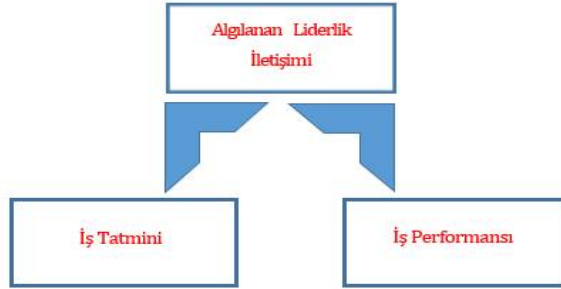 Algılanan Liderlik
İletişimi
İş Tatmini
İş Performansı